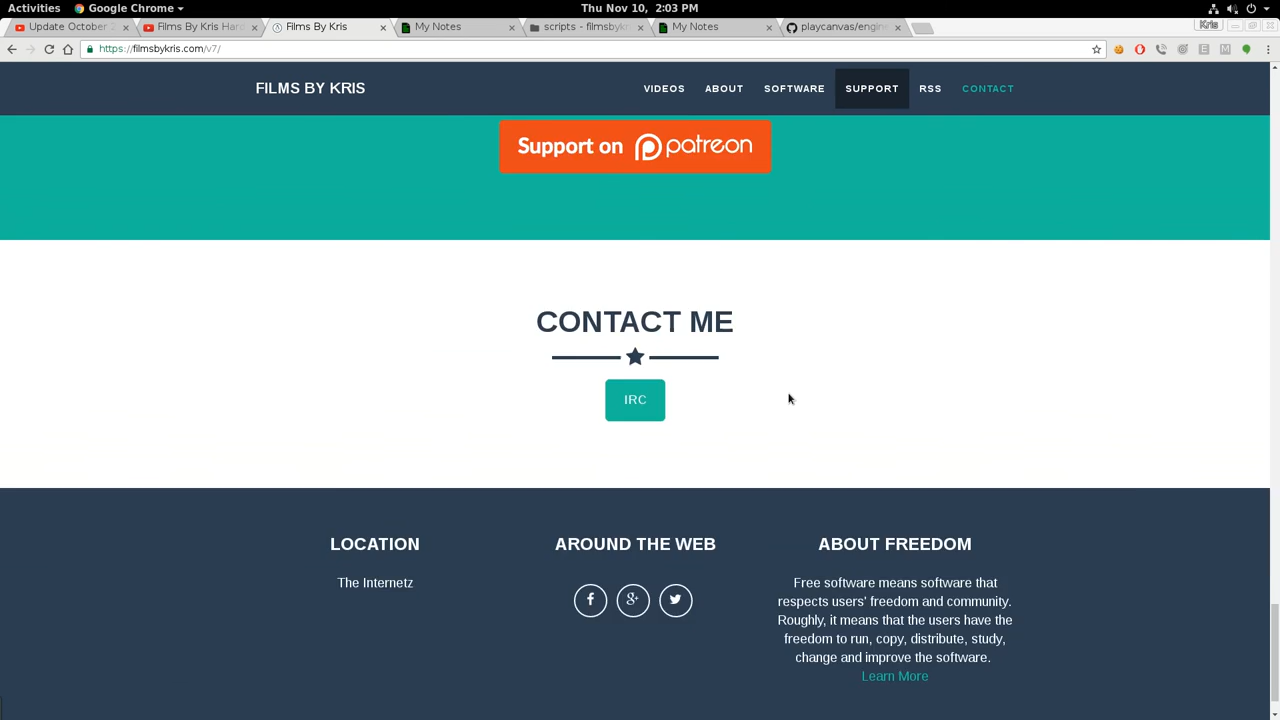 Activities Google Chrome Thu Nov 10, 2:03 PM
Update October 2 Films By Kris Hard Films By Kris My Notes scripts - filmsbykri My Notes playcanvas/engine Kris
https://filmsbykris.com/v7/
FILMS BY KRIS VIDEOS ABOUT SOFTWARE SUPPORT RSS CONTACT
Support on patreon
CONTACT ME
IRC
LOCATION
The Internetz
AROUND THE WEB
f g+
ABOUT FREEDOM
Free software means software that
respects users' freedom and community.
Roughly, it means that the users have the
freedom to run, copy, distribute, study,
change and improve the software.
Learn More